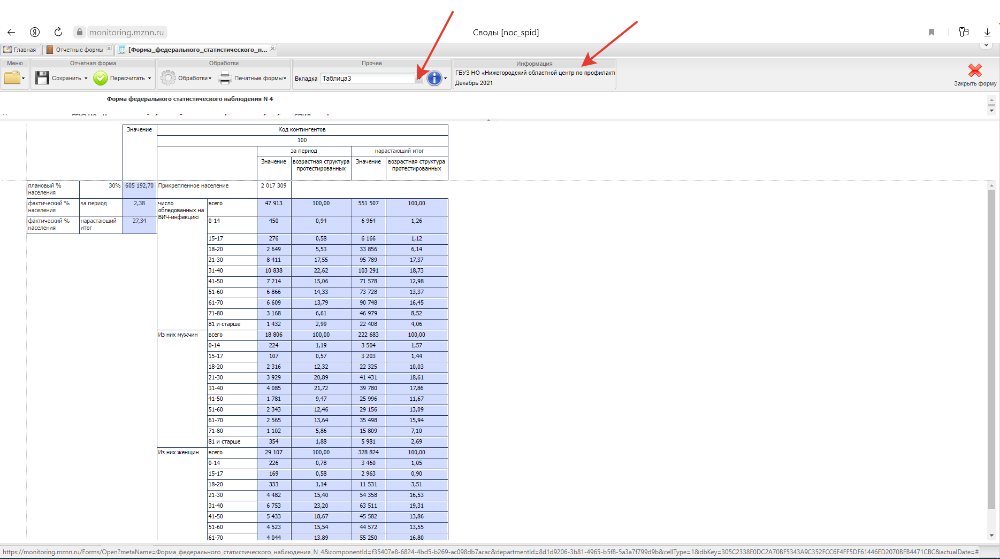 monitoring.mznn.ru
Своды [noc_spid]
Главная
Отчетные формы
[Форма_федерального_статистического_н...
Меню
Отчетная форма
Обработки
Прочее
Информация
Сохранить
Пересчитать
Обработки
Печатные формы
Вкладка
Таблица3
ГБУЗ НО «Нижегородский областной центр по профилакти
Декабрь 2021
Закрыть форму
Форма федерального статистического наблюдения N 4
Значение
Код контингентов
100
за период
нарастающий итог
Значение
возрастная структура
протестированных
Значение
возрастная структура
протестированных
плановый %
населения
30%
605 192,70
Прикрепленное население
2 017 309
фактический %
населения
за период
2,38
число
обледованных на
ВИЧ-инфекцию
всего 47 913 100,00 551 507 100,00
фактический %
населения
нарастающий
итог
27,34
0-14 450 0,94 6 964 1,26
15-17 276 0,58 6 166 1,12
18-20 2 649 5,53 33 856 6,14
21-30 8 411 17,55 95 789 17,37
31-40 10 838 22,62 103 291 18,73
41-50 7 214 15,06 71 578 12,98
51-60 6 866 14,33 73 728 13,37
61-70 6 609 13,79 90 748 16,45
71-80 3 168 6,61 46 979 8,52
81 и старше 1 432 2,99 22 408 4,06
Из них мужчин всего 18 806 100,00 222 683 100,00
0-14 224 1,19 3 504 1,57
15-17 107 0,57 3 203 1,44
18-20 2 316 12,32 22 325 10,03
21-30 3 929 20,89 41 431 18,61
31-40 4 085 21,72 39 780 17,86
41-50 1 781 9,47 25 996 11,67
51-60 2 343 12,46 29 156 13,09
61-70 2 565 13,64 35 498 15,94
71-80 1 102 5,86 15 809 7,10
81 и старше 354 1,88 5 981 2,69
Из них женщин всего 29 107 100,00 328 824 100,00
0-14 226 0,78 3 460 1,05
15-17 169 0,58 2 963 0,90
18-20 333 1,14 11 531 3,51
21-30 4 482 15,40 54 358 16,53
31-40 6 753 23,20 63 511 19,31
41-50 5 433 18,67 45 582 13,86
51-60 4 523 15,54 44 572 13,55
61-70 4 044 13,89 55 250 16,80
https://monitoring.mznn.ru/Forms/Open?metaName=Форма_федерального_статистического_наблюдения_N_4&componentId=f35407e8-6824-4bd5-b269-ac098db7acac&departmentId=8d1d9206-3b81-4965-b5f8-5a3a7f799d9b&cellType=1&dbKey=305C2338E0DC2A70BF5343A9C352FCC6F4FF5DF61446ED2070BFB4471CBC&actualDate=#